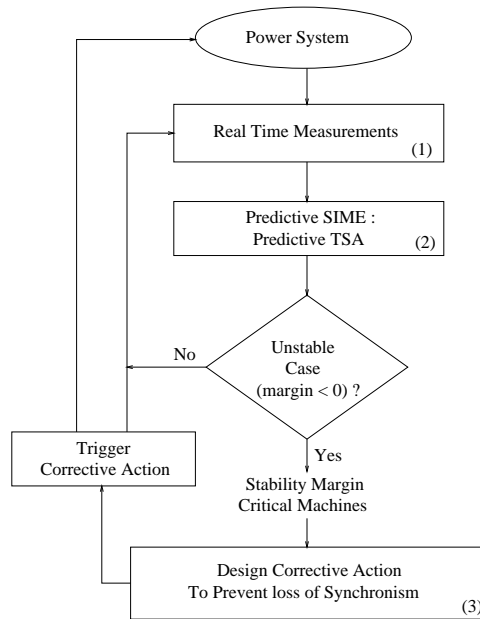 Power System
Real Time Measurements
(1)
Predictive SIME :
Predictive TSA
(2)
Unstable
Case
(margin < 0) ?
No
Yes
Trigger
Corrective Action
Stability Margin
Critical Machines
Design Corrective Action
To Prevent loss of Synchronism
(3)